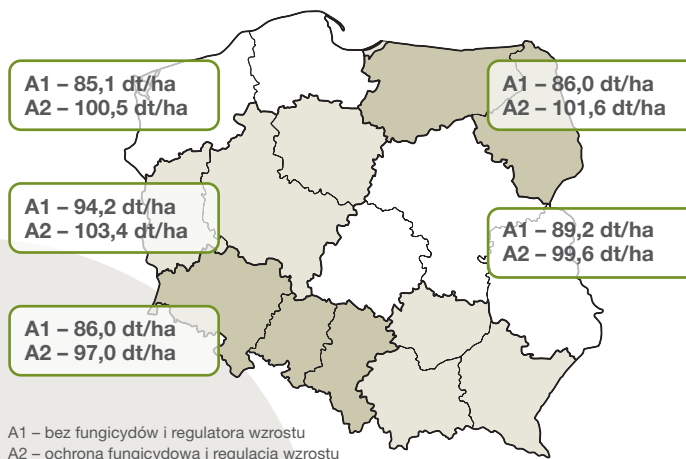 A1 – 85,1 dt/ha
A2 – 100,5 dt/ha
A1 – 86,0 dt/ha
A2 – 101,6 dt/ha
A1 – 94,2 dt/ha
A2 – 103,4 dt/ha
A1 – 89,2 dt/ha
A2 – 99,6 dt/ha
A1 – 86,0 dt/ha
A2 – 97,0 dt/ha
A1 – bez fungicydów i regulatora wzrostu
A2 – ochrona fungicydowa i regulacja wzrostu